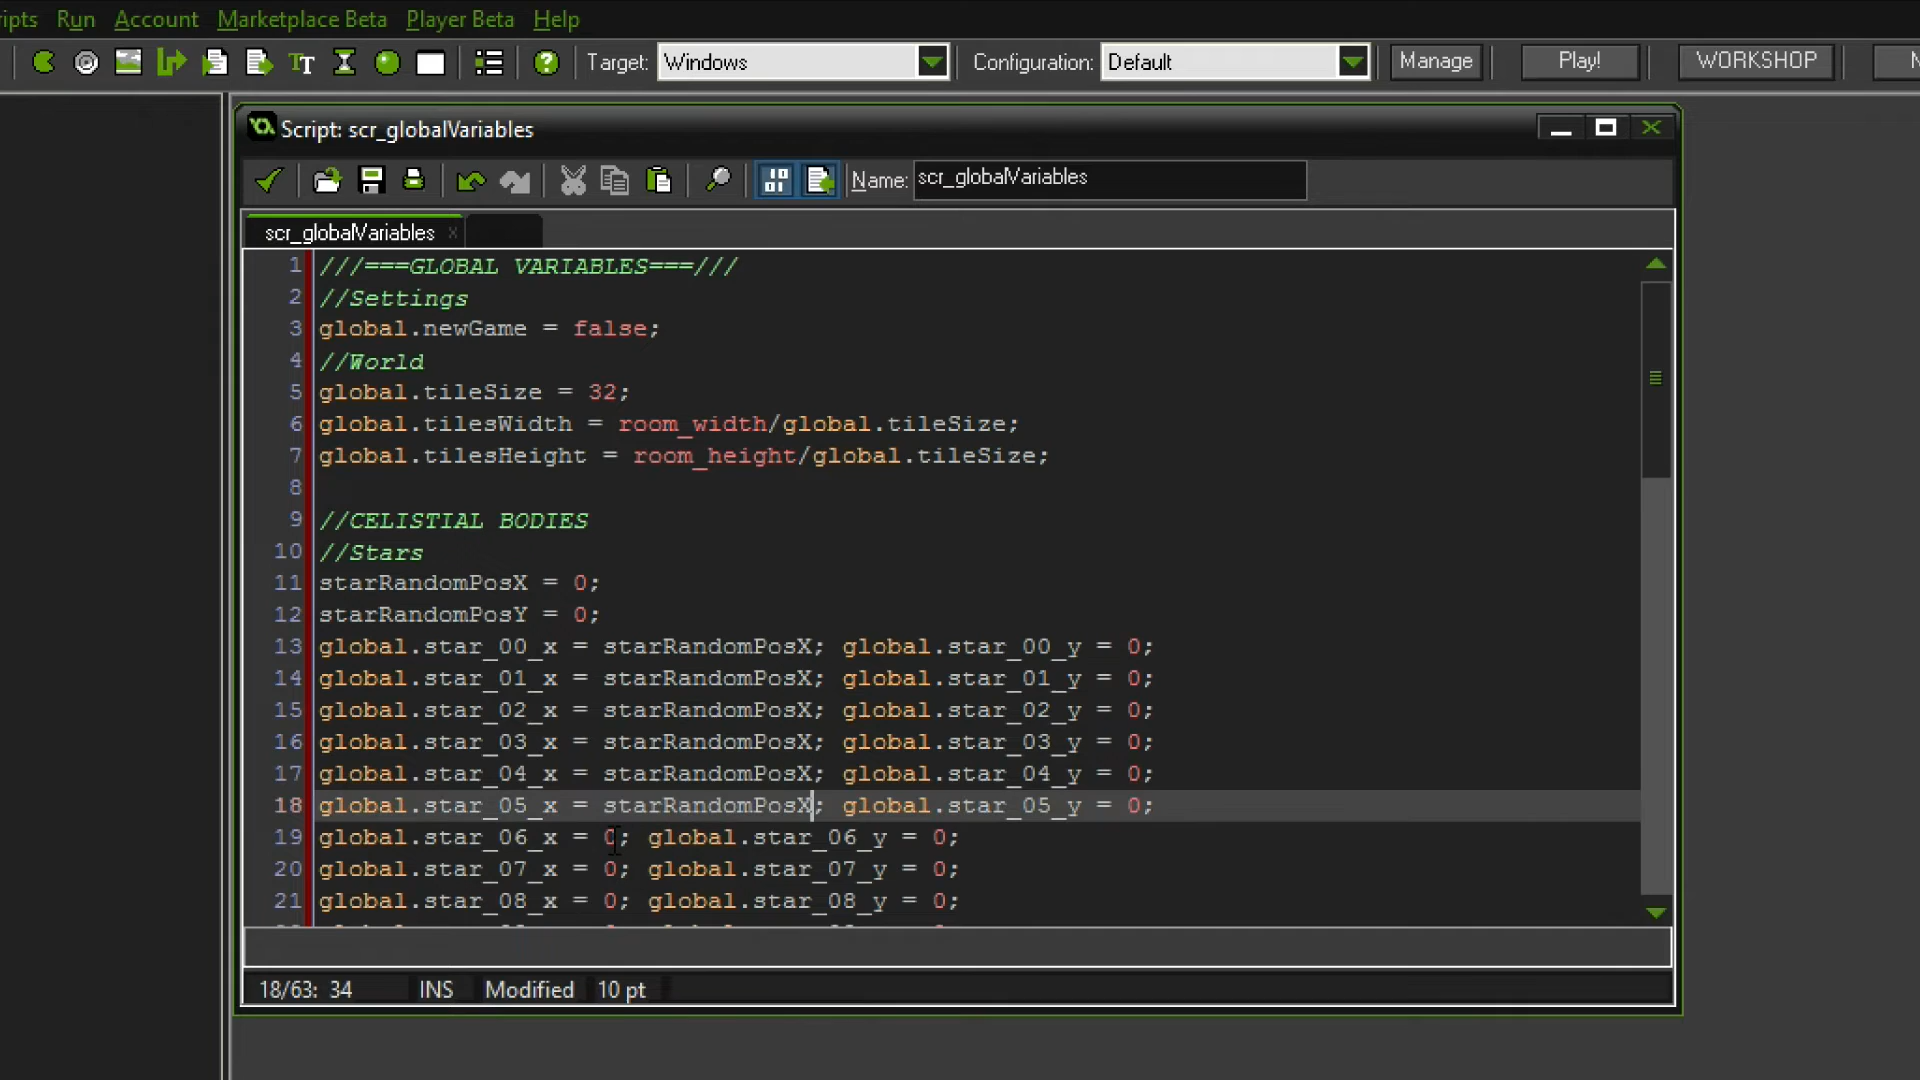 ipts Run Account Marketplace Beta Player Beta Help
Target: Windows Configuration: Default Manage Play! WORKSHOP N
Script: scr_globalVariables
Name: scr_globalVariables
scr_globalVariables x
1 ///===GLOBAL VARIABLES===///
2 //Settings
3 global.newGame = false;
4 //World
5 global.tileSize = 32;
6 global.tilesWidth = room_width/global.tileSize;
7 global.tilesHeight = room_height/global.tileSize;
8
9 //CELISTIAL BODIES
10 //Stars
11 starRandomPosX = 0;
12 starRandomPosY = 0;
13 global.star_00_x = starRandomPosX; global.star_00_y = 0;
14 global.star_01_x = starRandomPosX; global.star_01_y = 0;
15 global.star_02_x = starRandomPosX; global.star_02_y = 0;
16 global.star_03_x = starRandomPosX; global.star_03_y = 0;
17 global.star_04_x = starRandomPosX; global.star_04_y = 0;
18 global.star_05_x = starRandomPosX; global.star_05_y = 0;
19 global.star_06_x = 0; global.star_06_y = 0;
20 global.star_07_x = 0; global.star_07_y = 0;
21 global.star_08_x = 0; global.star_08_y = 0;
18/63: 34 INS Modified 10 pt